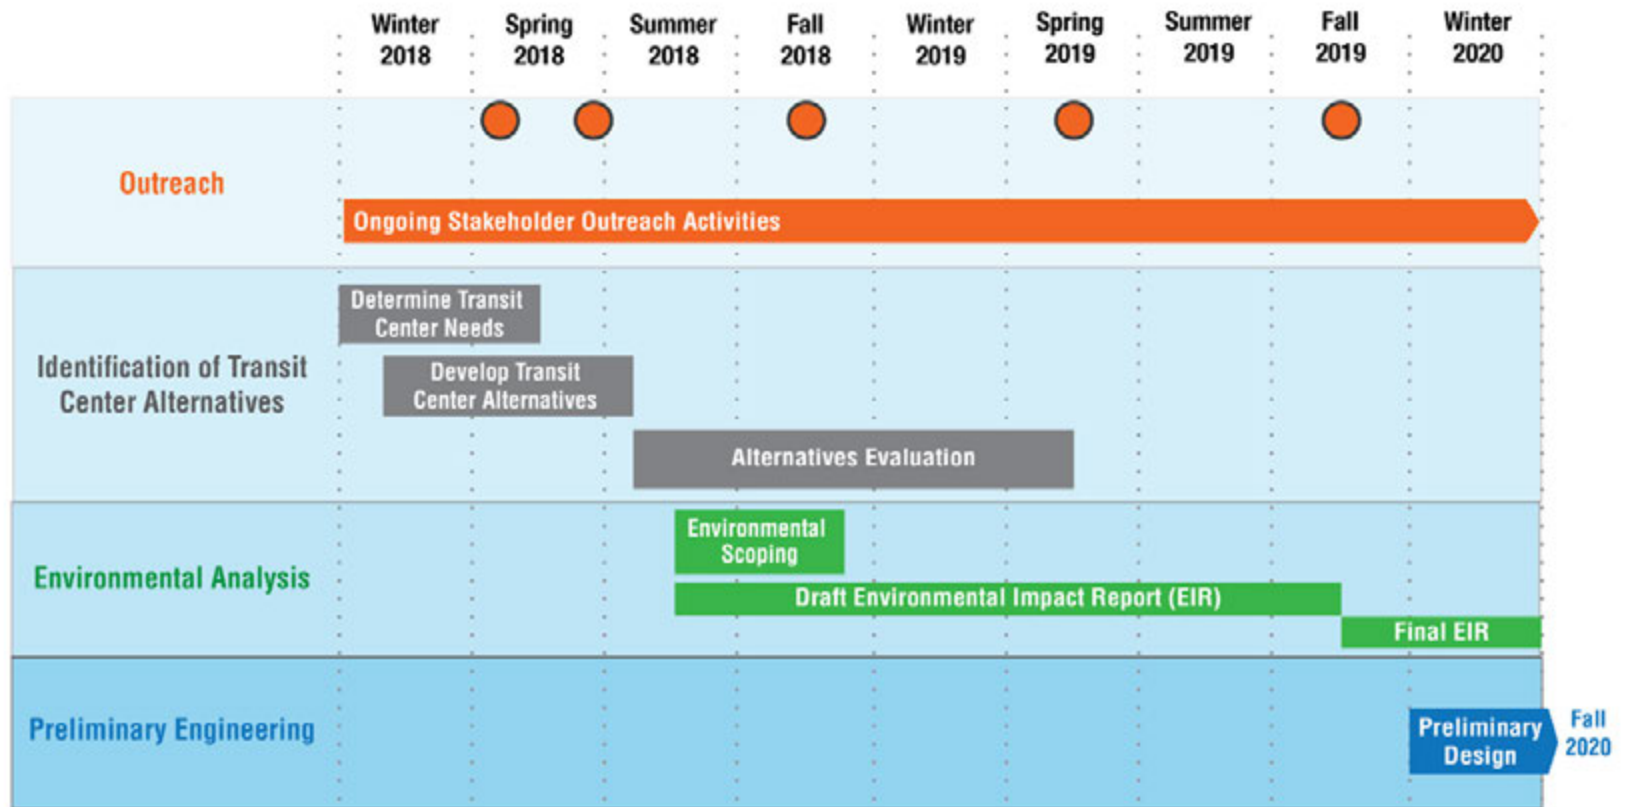 Winter
2018
Spring
2018
Summer
2018
Fall
2018
Winter
2019
Spring
2019
Summer
2019
Fall
2019
Winter
2020
Outreach
Ongoing Stakeholder Outreach Activities
Identification of Transit
Center Alternatives
Determine Transit
Center Needs
Develop Transit
Center Alternatives
Alternatives Evaluation
Environmental Analysis
Environmental
Scoping
Draft Environmental Impact Report (EIR)
Final EIR
Preliminary Engineering
Preliminary
Design
Fall
2020